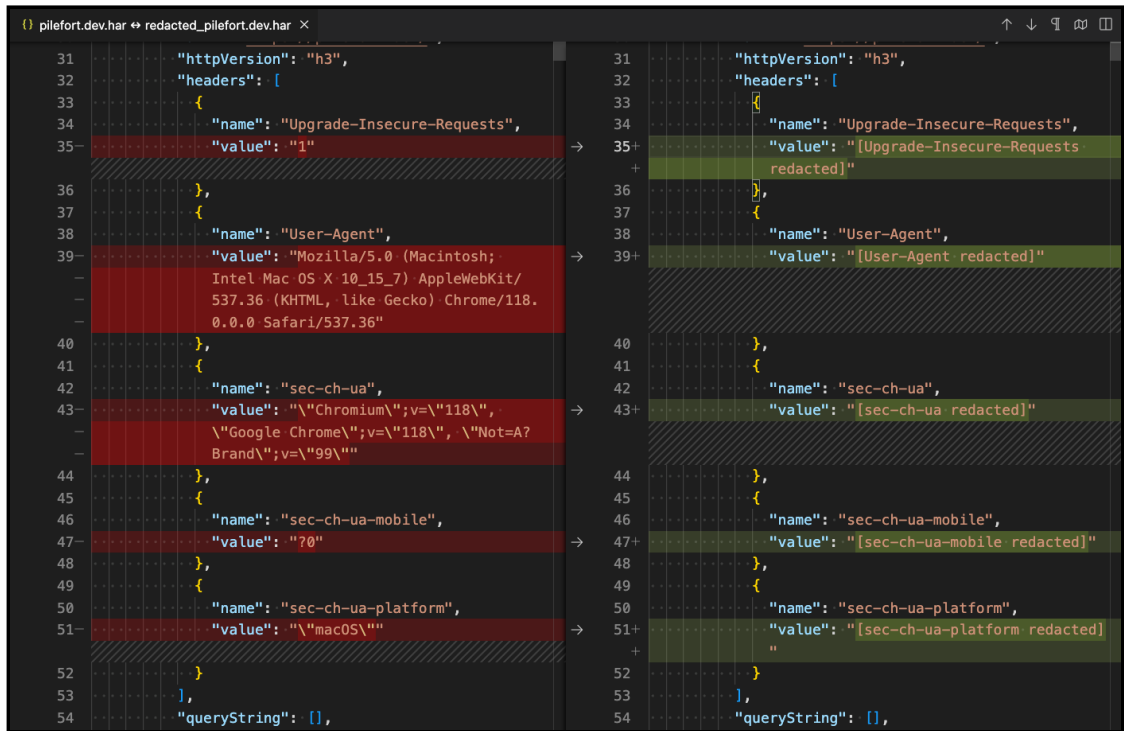 {} pilefort.dev.har ↔ redacted_pilefort.dev.har ×
31 "httpVersion": "h3",
32 "headers": [
33 {
34 "name": "Upgrade-Insecure-Requests",
35− "value": "1"
36 },
37 {
38 "name": "User-Agent",
39− "value": "Mozilla/5.0 (Macintosh;
− Intel Mac OS X 10_15_7) AppleWebKit/
− 537.36 (KHTML, like Gecko) Chrome/118.
− 0.0.0 Safari/537.36"
40 },
41 {
42 "name": "sec-ch-ua",
43− "value": "\"Chromium\";v=\"118\",
− \"Google Chrome\";v=\"118\", \"Not=A?
− Brand\";v=\"99\""
44 },
45 {
46 "name": "sec-ch-ua-mobile",
47− "value": "?0"
48 },
49 {
50 "name": "sec-ch-ua-platform",
51− "value": "\"macOS\""
52 }
53 ],
54 "queryString": [],
31 "httpVersion": "h3",
32 "headers": [
33 {
34 "name": "Upgrade-Insecure-Requests",
→ 35+ "value": "[Upgrade-Insecure-Requests
+ redacted]"
36 },
37 {
38 "name": "User-Agent",
→ 39+ "value": "[User-Agent redacted]"
40 },
41 {
42 "name": "sec-ch-ua",
→ 43+ "value": "[sec-ch-ua redacted]"
44 },
45 {
46 "name": "sec-ch-ua-mobile",
→ 47+ "value": "[sec-ch-ua-mobile redacted]"
48 },
49 {
50 "name": "sec-ch-ua-platform",
→ 51+ "value": "[sec-ch-ua-platform redacted]
+ "
52 }
53 ],
54 "queryString": [],